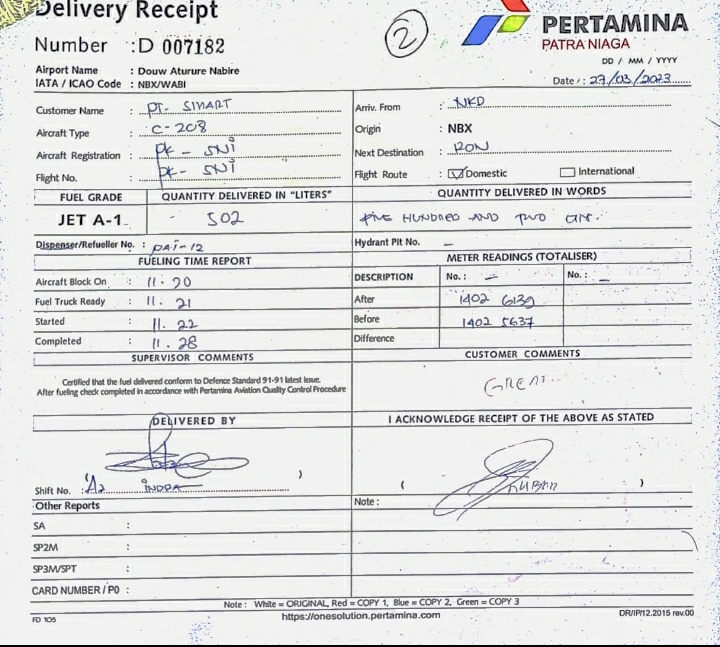 Delivery Receipt
Number : D 007182
2
PERTAMINA
PATRA NIAGA
Airport Name : Douw Aturure Nabire
IATA / ICAO Code : NBX/WABI
DD / MM / YYYY
Date : 27/03/2023
Customer Name : PT. SMART
Aircraft Type : C-208
Aircraft Registration : PK - SNI
Flight No. : PK - SNI
Arriv. From : NKD
Origin : NBX
Next Destination : RON
Flight Route : Domestic International
FUEL GRADE QUANTITY DELIVERED IN "LITERS" QUANTITY DELIVERED IN WORDS
JET A-1 - 502 FIVE HUNDRED AND TWO
Dispenser/Refueller No. : PAI-12 Hydrant Pit No. -
FUELING TIME REPORT METER READINGS (TOTALISER)
Aircraft Block On : 11.20
Fuel Truck Ready : 11.21
Started : 11.22
Completed : 11.28
DESCRIPTION No. : - No. : -
After 1402 6139
Before 1402 5637
Difference
SUPERVISOR COMMENTS CUSTOMER COMMENTS
Certified that the fuel delivered conform to Defence Standard 91-91 latest issue.
After fueling check completed in accordance with Pertamina Aviation Quality Control Procedure
GREAT
DELIVERED BY I ACKNOWLEDGE RECEIPT OF THE ABOVE AS STATED
( ) ( )
Shift No. : A2 INDRA
Other Reports Note :
SA :
SP2M :
SP3M/SPT :
CARD NUMBER / PO :
Note : White = ORIGINAL, Red = COPY 1, Blue = COPY 2, Green = COPY 3
FD 105 https://onesolution.pertamina.com DR/IP/12.2015 rev.00